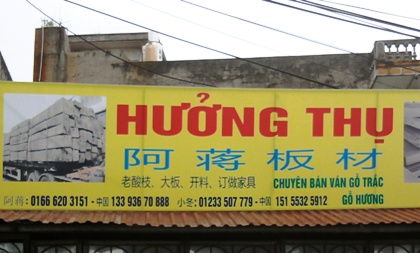 HƯỞNG THỤ
阿蒋板材
老酸枝、大板、开料、订做家具 CHUYÊN BÁN VÁN GỖ TRẮC
GỖ HƯƠNG
阿蒋: 0166 620 3151 - 中国 133 936 70 888 小冬: 01233 507 779 - 中国 151 5532 5912